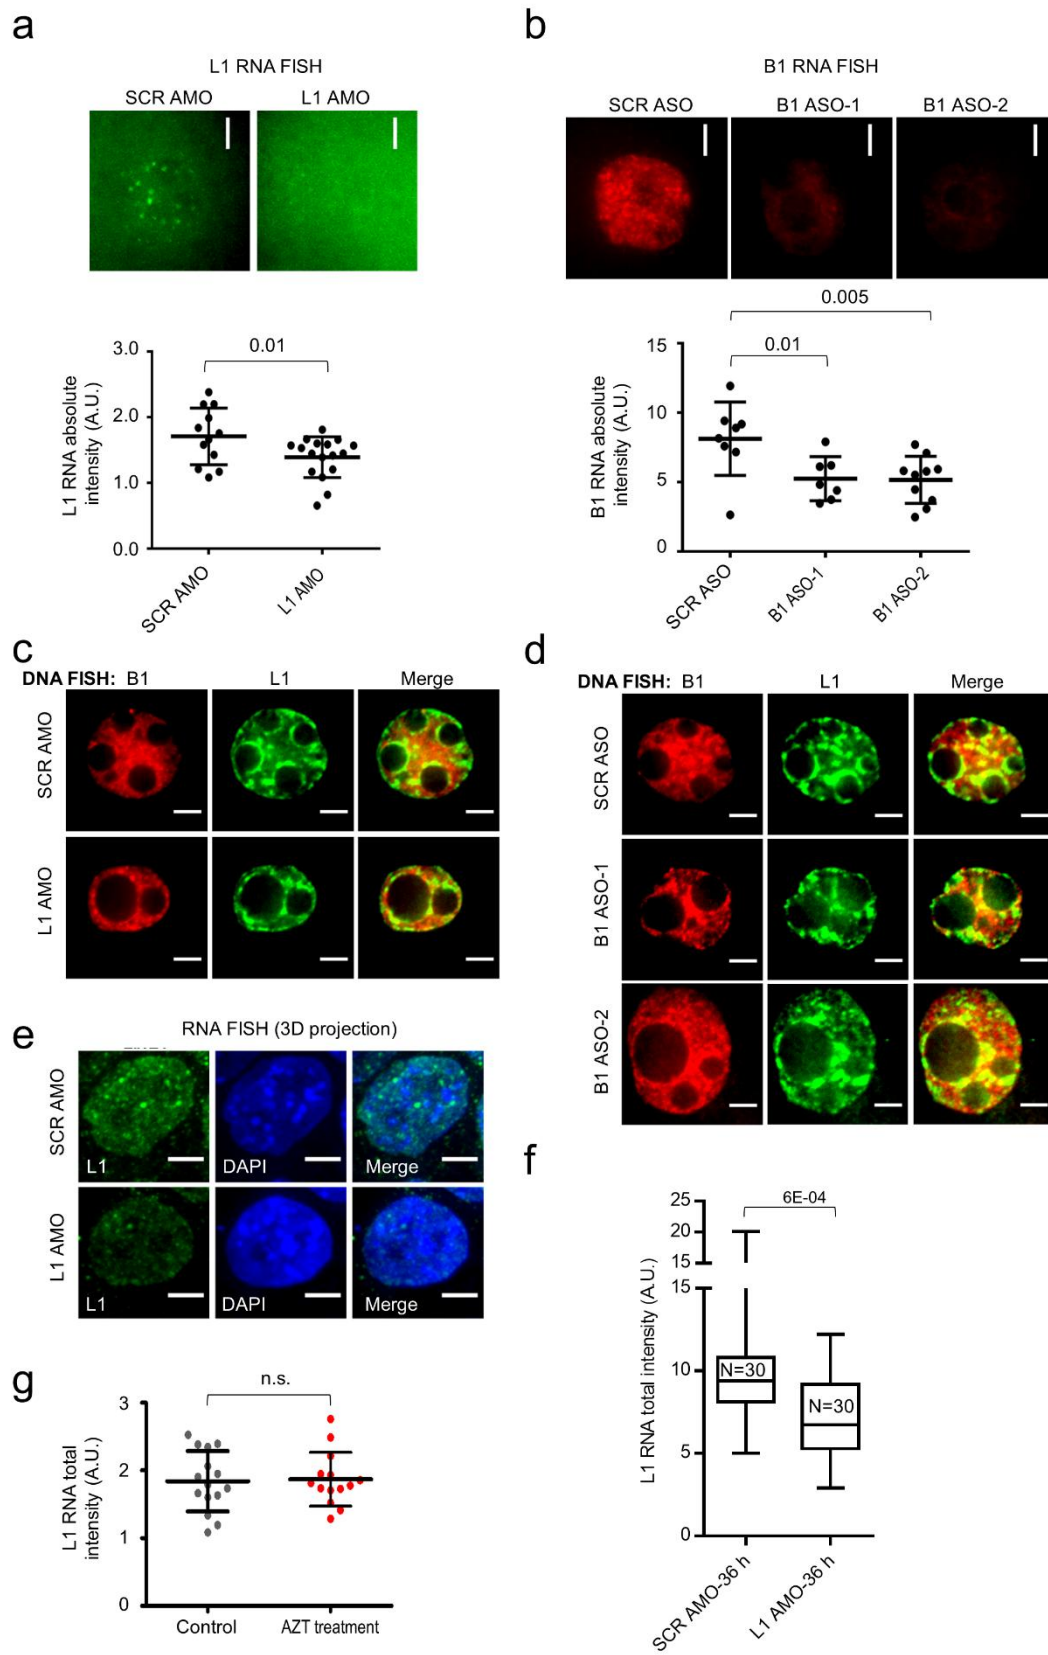 a
L1 RNA FISH
SCR AMO L1 AMO
3.0
2.0
1.0
0.0
L1 RNA absolute
intensity (A.U.)
0.01
SCR AMO
L1 AMO
b
B1 RNA FISH
SCR ASO B1 ASO-1 B1 ASO-2
0.005
0.01
15
10
5
0
B1 RNA absolute
intensity (A.U.)
SCR ASO
B1 ASO-1
B1 ASO-2
c
DNA FISH: B1 L1 Merge
SCR AMO
L1 AMO
d
DNA FISH: B1 L1 Merge
SCR ASO
B1 ASO-1
B1 ASO-2
e
RNA FISH (3D projection)
SCR AMO
L1 DAPI Merge
L1 AMO
L1 DAPI Merge
f
6E-04
25
20
15
15
10
5
0
L1 RNA total intensity (A.U.)
N=30
N=30
SCR AMO-36 h
L1 AMO-36 h
g
n.s.
3
2
1
0
L1 RNA total
intensity (A.U.)
Control AZT treatment